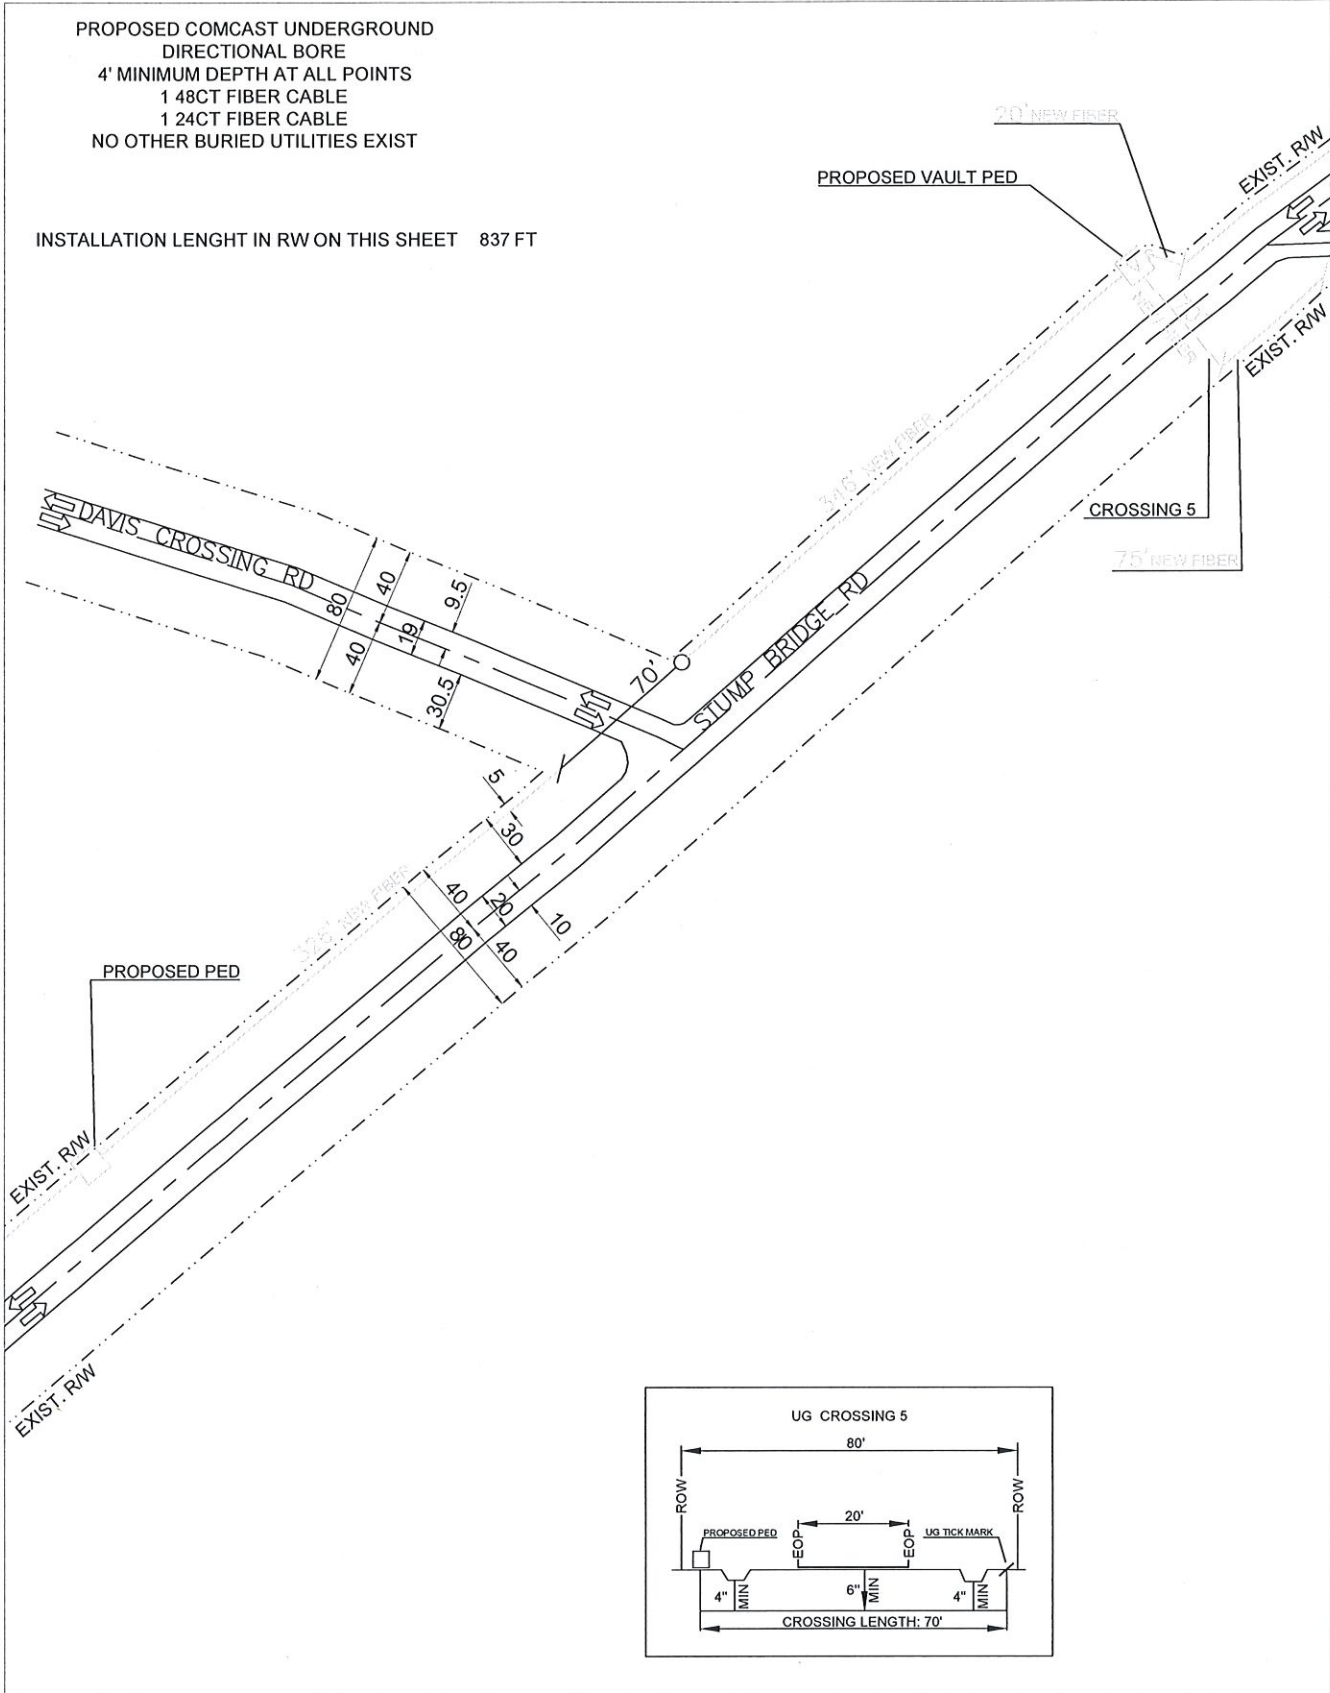 PROPOSED COMCAST UNDERGROUND
DIRECTIONAL BORE
4' MINIMUM DEPTH AT ALL POINTS
1 48CT FIBER CABLE
1 24CT FIBER CABLE
NO OTHER BURIED UTILITIES EXIST
INSTALLATION LENGHT IN RW ON THIS SHEET 837 FT
20' NEW FIBER
PROPOSED VAULT PED
EXIST. R/W
EXIST. R/W
346' NEW FIBER
CROSSING 5
75' NEW FIBER
DAVIS CROSSING RD
STUMP BRIDGE RD
80
40
40
19
9.5
30.5
70'
5
30
40
20
80
40
10
NEW FIBER
PROPOSED PED
EXIST. R/W
EXIST. R/W
UG CROSSING 5
80'
ROW
ROW
20'
PROPOSED PED
EOP
EOP
UG TICK MARK
4" MIN
6" MIN
4" MIN
CROSSING LENGTH: 70'